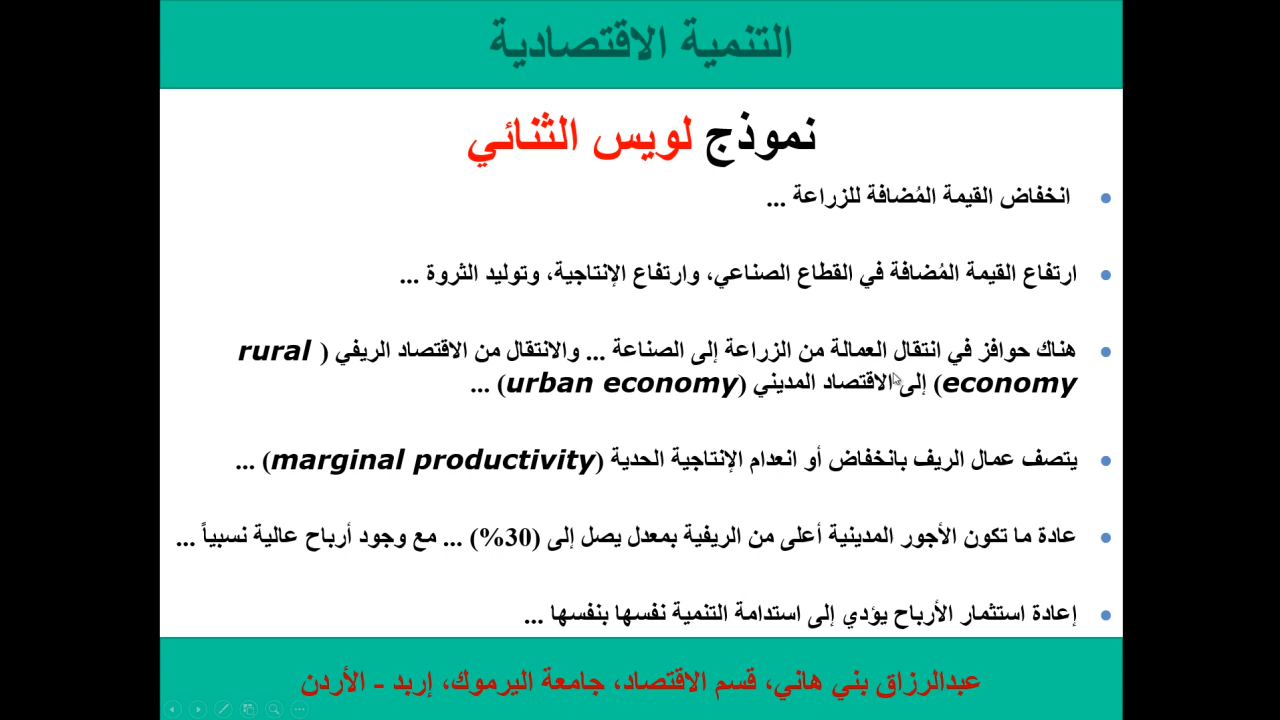 التنمية الاقتصادية
نموذج لويس الثنائي
انخفاض القيمة المُضافة للزراعة ...
ارتفاع القيمة المُضافة في القطاع الصناعي، وارتفاع الإنتاجية، وتوليد الثروة ...
هناك حوافز في انتقال العمالة من الزراعة إلى الصناعة ... والانتقال من الاقتصاد الريفي ( rural
economy) إلى الاقتصاد المديني (urban economy) ...
يتصف عمال الريف بانخفاض أو انعدام الإنتاجية الحدية (marginal productivity) ...
عادة ما تكون الأجور المدينية أعلى من الريفية بمعدل يصل إلى (30%) ... مع وجود أرباح عالية نسبياً ...
إعادة استثمار الأرباح يؤدي إلى استدامة التنمية نفسها بنفسها ...
عبدالرزاق بني هاني، قسم الاقتصاد، جامعة اليرموك، إربد - الأردن